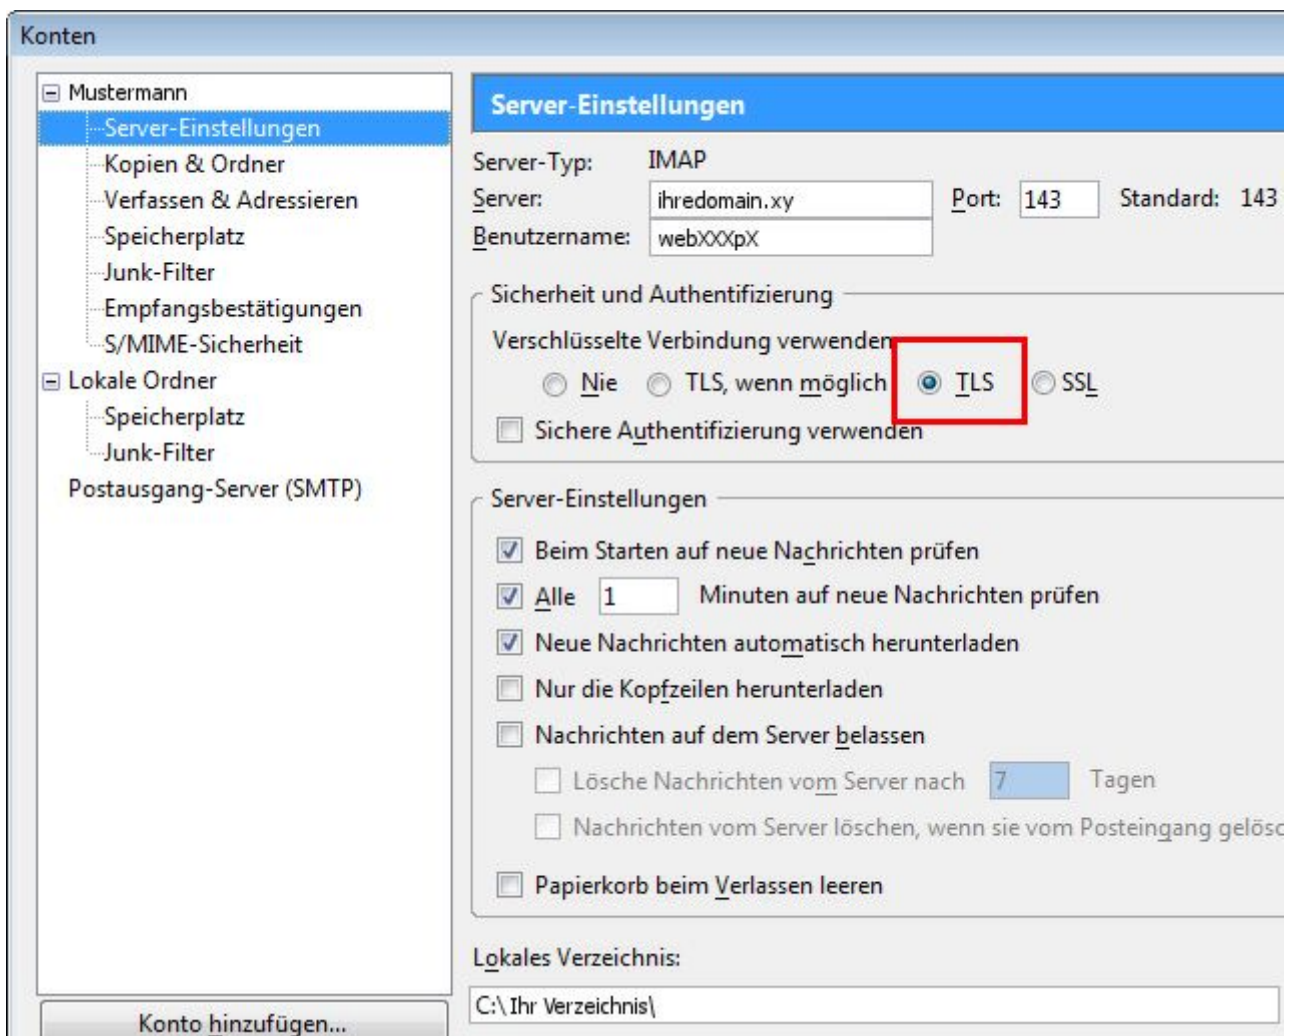 Konten
Mustermann
Server-Einstellungen
Kopien & Ordner
Verfassen & Adressieren
Speicherplatz
Junk-Filter
Empfangsbestätigungen
S/MIME-Sicherheit
Lokale Ordner
Speicherplatz
Junk-Filter
Postausgang-Server (SMTP)
Konto hinzufügen...
Server-Einstellungen
Server-Typ: IMAP
Server: ihredomain.xy Port: 143 Standard: 143
Benutzername: webXXXpX
Sicherheit und Authentifizierung
Verschlüsselte Verbindung verwenden
Nie TLS, wenn möglich TLS SSL
Sichere Authentifizierung verwenden
Server-Einstellungen
Beim Starten auf neue Nachrichten prüfen
Alle 1 Minuten auf neue Nachrichten prüfen
Neue Nachrichten automatisch herunterladen
Nur die Kopfzeilen herunterladen
Nachrichten auf dem Server belassen
Lösche Nachrichten vom Server nach 7 Tagen
Nachrichten vom Server löschen, wenn sie vom Posteingang
Papierkorb beim Verlassen leeren
Lokales Verzeichnis:
C:\Ihr Verzeichnis\